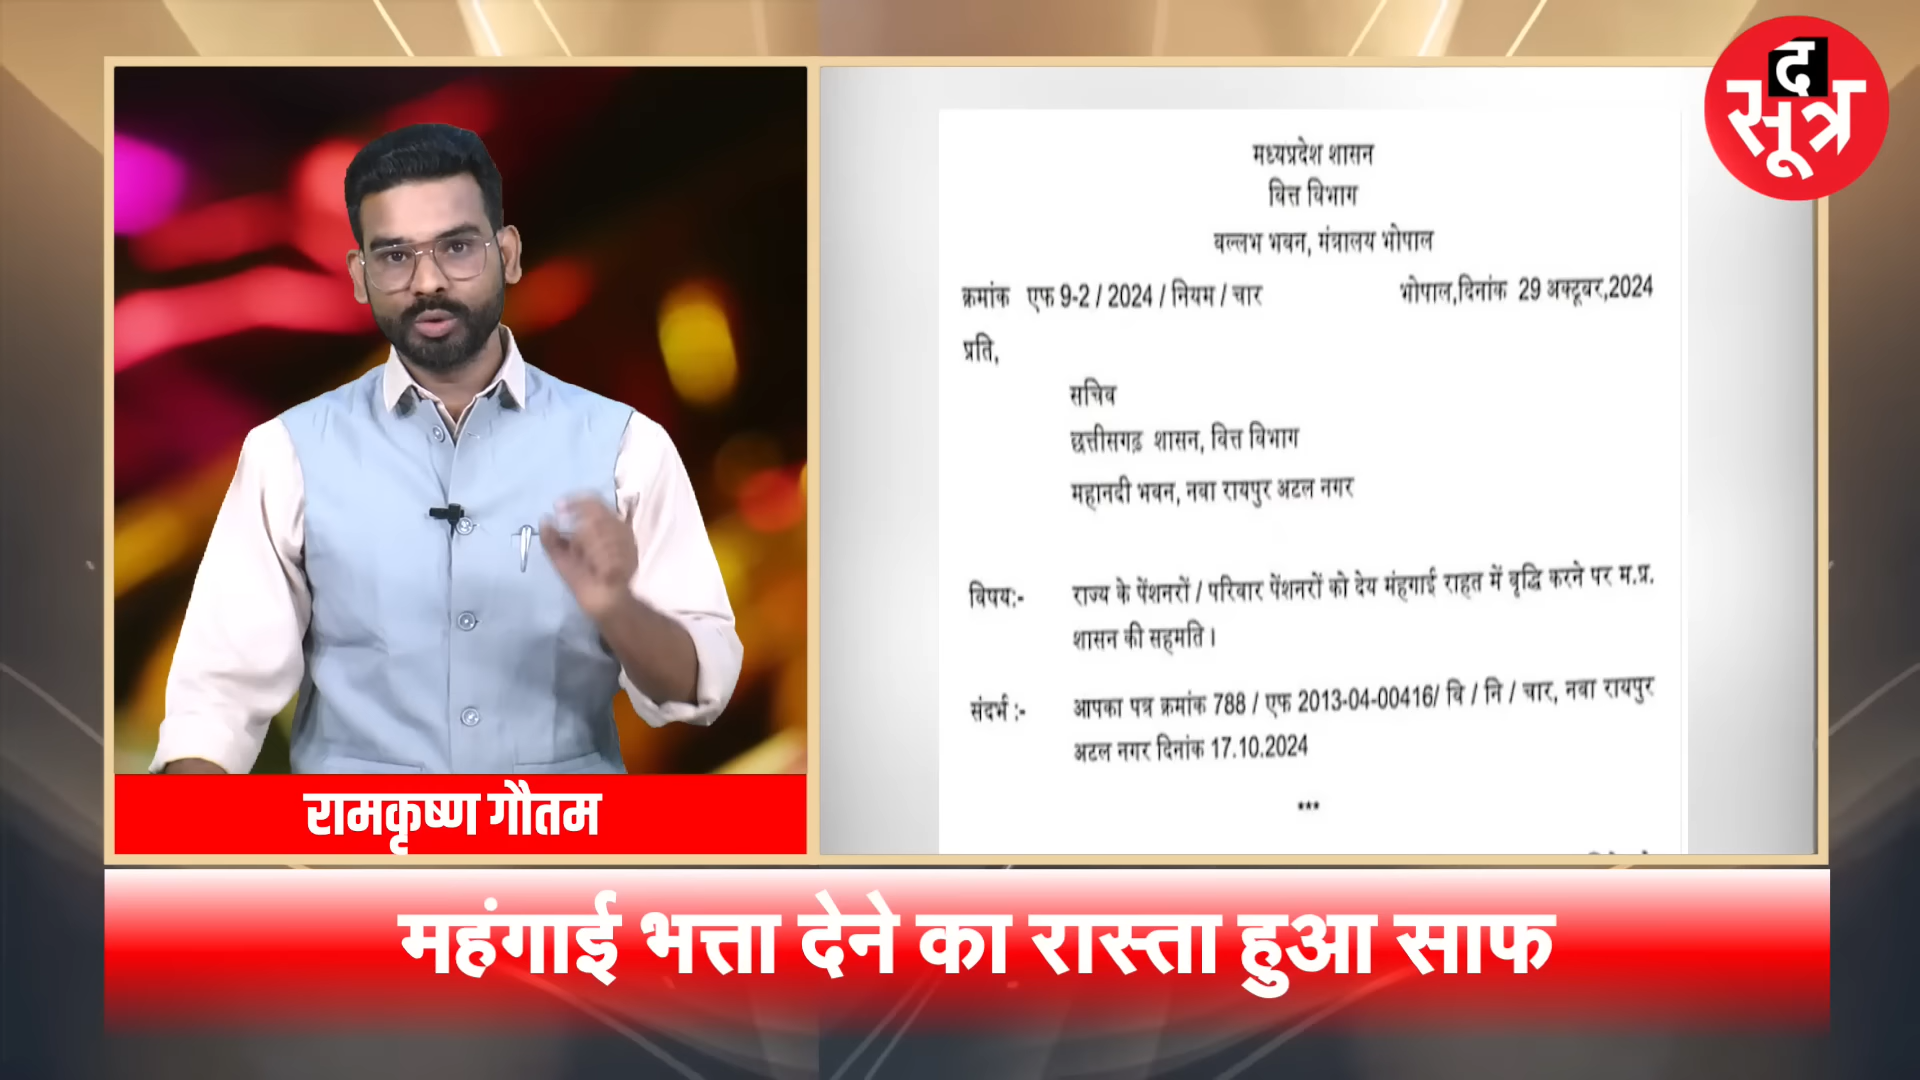 द
सूत्र
मध्यप्रदेश शासन
वित्त विभाग
वल्लभ भवन, मंत्रालय भोपाल
क्रमांक एफ 9-2 / 2024 / नियम / चार
भोपाल,दिनांक 29 अक्टूबर,2024
प्रति,
सचिव
छत्तीसगढ़ शासन, वित्त विभाग
महानदी भवन, नवा रायपुर अटल नगर
विषय:- राज्य के पेंशनरों / परिवार पेंशनरों को देय मंहगाई राहत में वृद्धि करने पर म.प्र.
शासन की सहमति ।
संदर्भ :- आपका पत्र क्रमांक 788 / एफ 2013-04-00416/ वि / नि / चार, नवा रायपुर
अटल नगर दिनांक 17.10.2024
***
रामकृष्ण गौतम
महंगाई भत्ता देने का रास्ता हुआ साफ